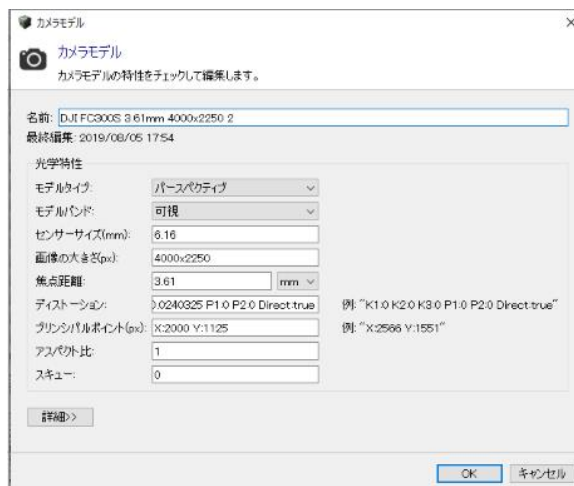 カメラモデル
カメラモデル
カメラモデルの特性をチェックして編集します。
名前: DJI FC300S 3.61mm 4000x2250 2
最終編集: 2019/08/05 17:54
光学特性
モデルタイプ: パースペクティブ
モデルバンド: 可視
センサーサイズ(mm): 6.16
画像の大きさ(px): 4000x2250
焦点距離: 3.61 mm
ディストーション: 0.0240325 P1:0 P2:0 Direct:true 例: "K1:0 K2:0 K3:0 P1:0 P2:0 Direct:true"
プリンシパルポイント(px): X:2000 Y:1125 例: "X:2566 Y:1551"
アスペクト比: 1
スキュー: 0
詳細>>
OK キャンセル